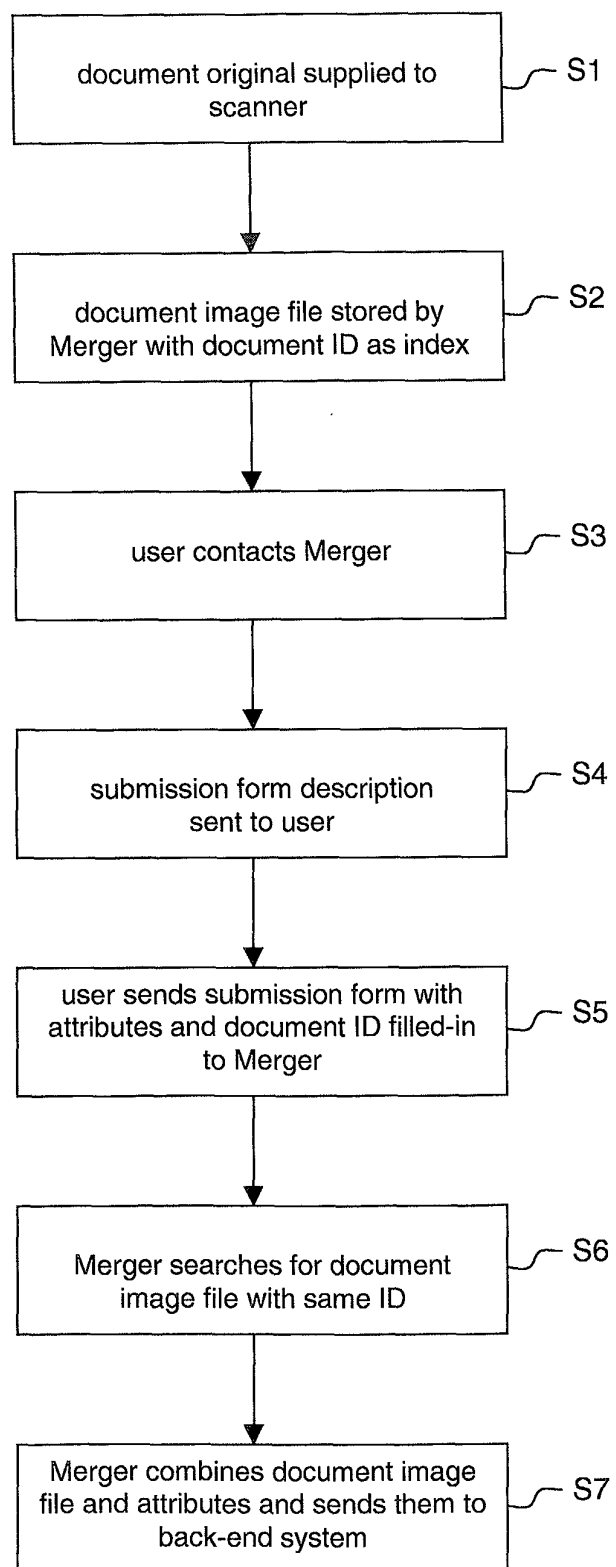 document original supplied to
scanner
S1
document image file stored by
Merger with document ID as index
S2
user contacts Merger
S3
submission form description
sent to user
S4
user sends submission form with
attributes and document ID filled-in
to Merger
S5
Merger searches for document
image file with same ID
S6
Merger combines document image
file and attributes and sends them to
back-end system
S7